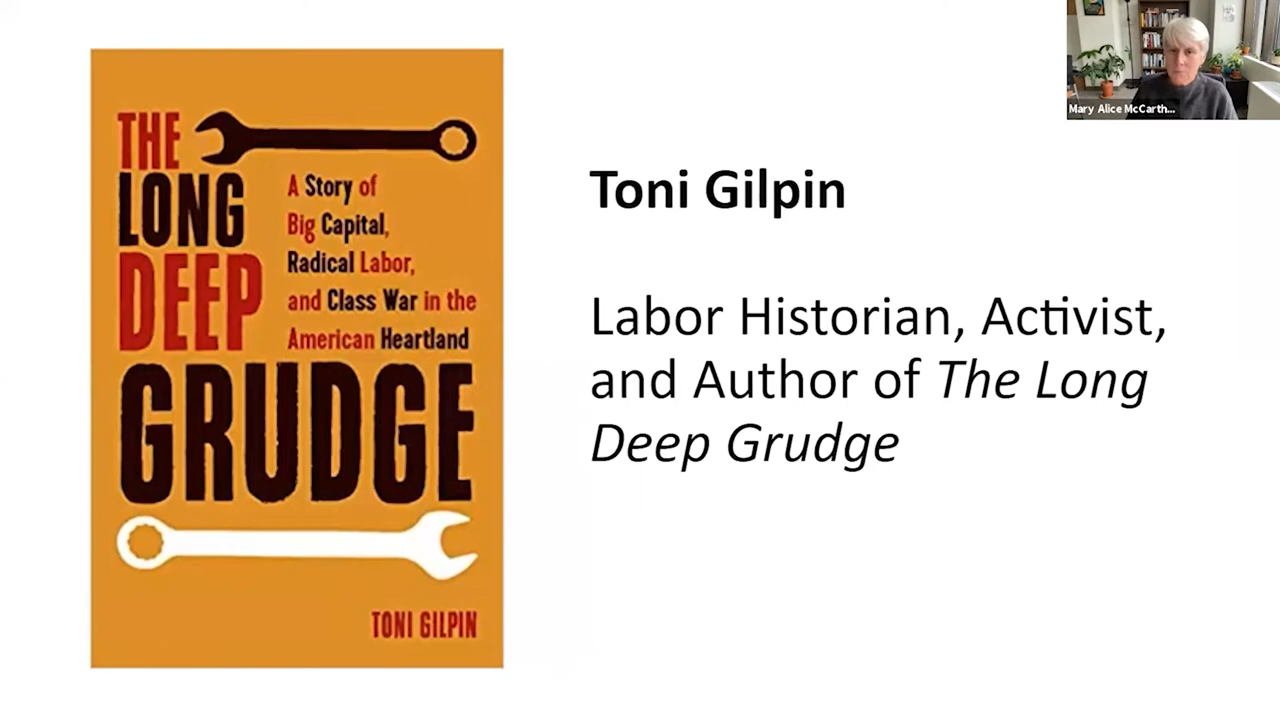 THE
LONG
DEEP
GRUDGE
A Story of
Big Capital,
Radical Labor,
and Class War in the
American Heartland
TONI GILPIN
Toni Gilpin
Labor Historian, Activist,
and Author of The Long
Deep Grudge
Mary Alice McCarth...